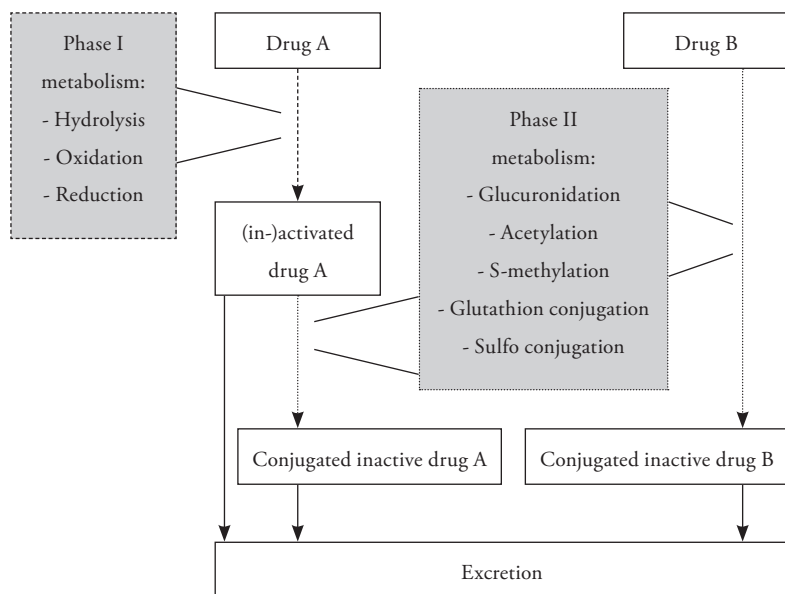 Phase I
metabolism:
- Hydrolysis
- Oxidation
- Reduction
Drug A
Drug B
Phase II
metabolism:
- Glucuronidation
- Acetylation
- S-methylation
- Glutathion conjugation
- Sulfo conjugation
(in-)activated
drug A
Conjugated inactive drug A
Conjugated inactive drug B
Excretion